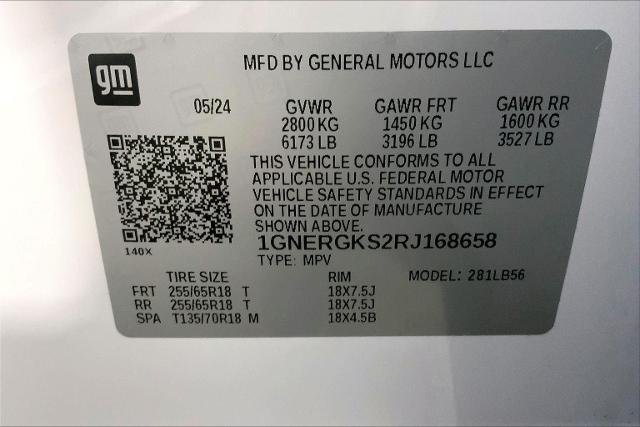 gm
MFD BY GENERAL MOTORS LLC
05/24 GVWR GAWR FRT GAWR RR
2800 KG 1450 KG 1600 KG
6173 LB 3196 LB 3527 LB
THIS VEHICLE CONFORMS TO ALL
APPLICABLE U.S. FEDERAL MOTOR
VEHICLE SAFETY STANDARDS IN EFFECT
ON THE DATE OF MANUFACTURE
SHOWN ABOVE.
1GNERGKS2RJ168658
140X
TYPE: MPV
TIRE SIZE RIM MODEL: 281LB56
FRT 255/65R18 T 18X7.5J
RR 255/65R18 T 18X7.5J
SPA T135/70R18 M 18X4.5B